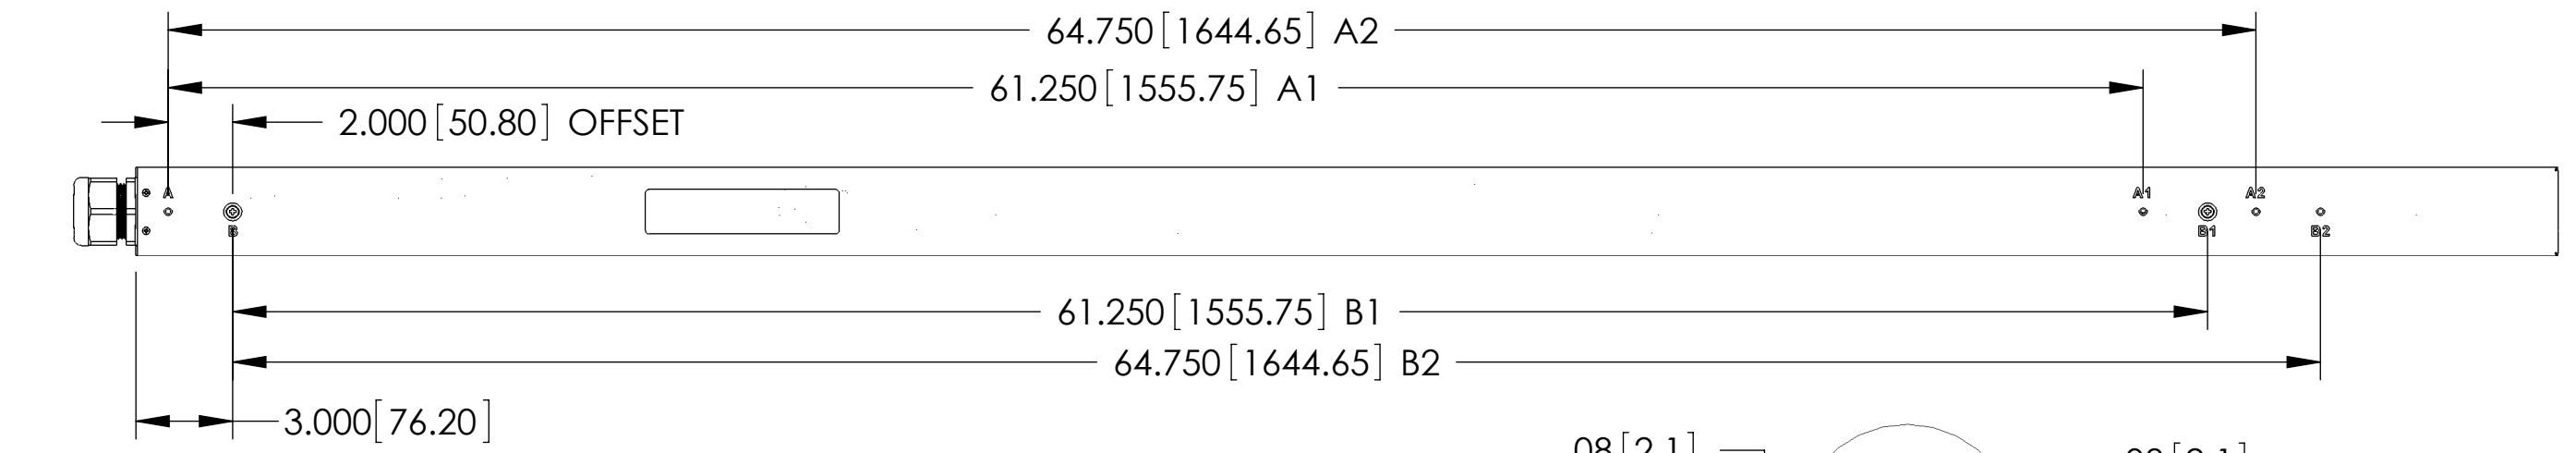 64.750[1644.65] A2
61.250[1555.75] A1
2.000[50.80] OFFSET
A
A1
A2
B
B1
B2
61.250[1555.75] B1
64.750[1644.65] B2
3.000[76.20]